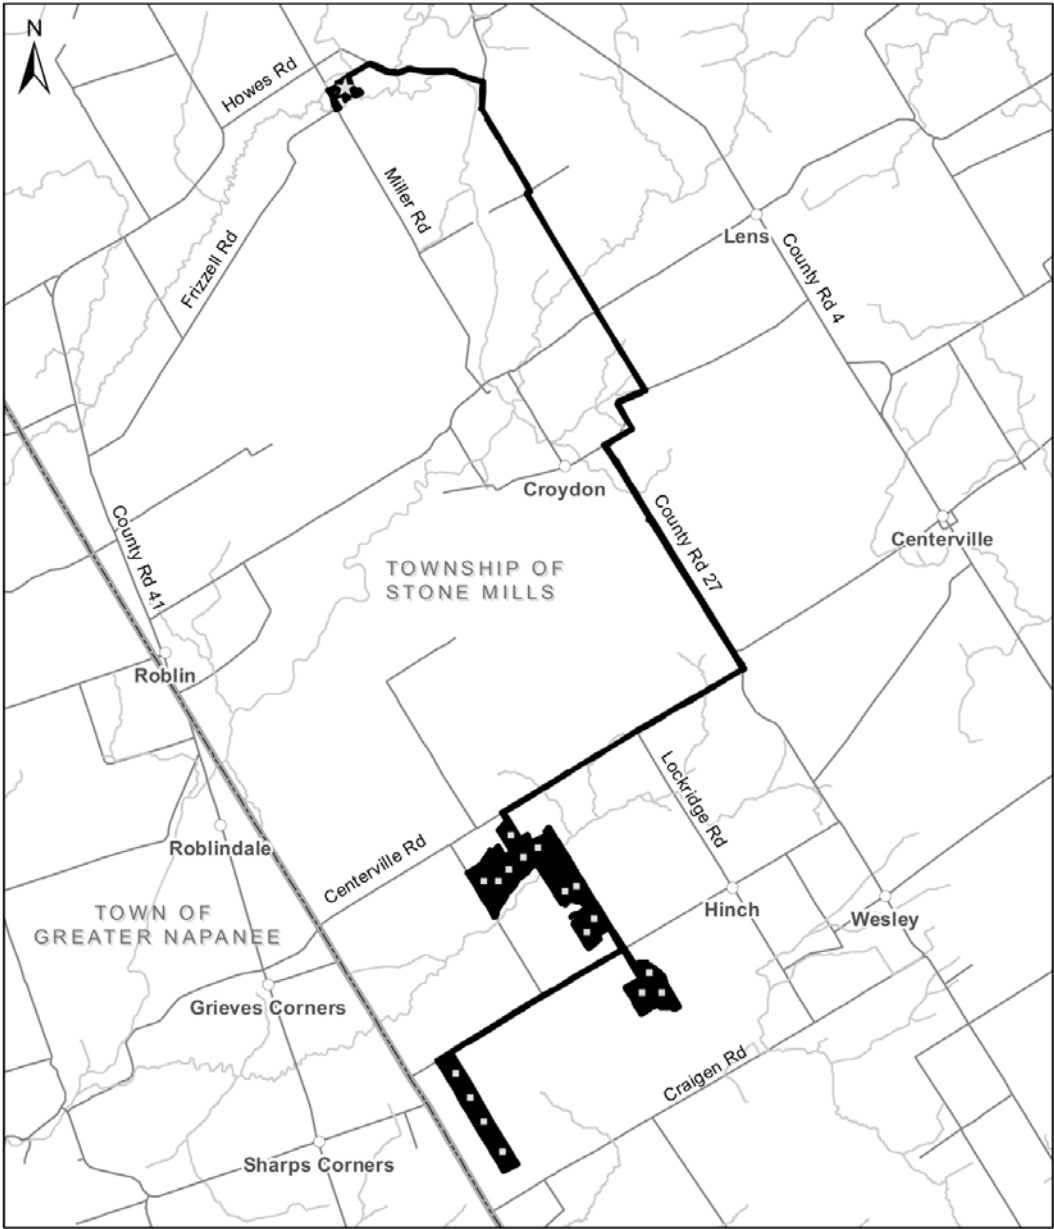 N
Howes Rd
Miller Rd
Frizzell Rd
Lens
County Rd 4
Croydon
County Rd 27
Centerville
County Rd 41
TOWNSHIP OF
STONE MILLS
Roblin
Lockridge Rd
Roblindale
Centerville Rd
Hinch
Wesley
TOWN OF
GREATER NAPANEE
Grieves Corners
Craigen Rd
Sharps Corners